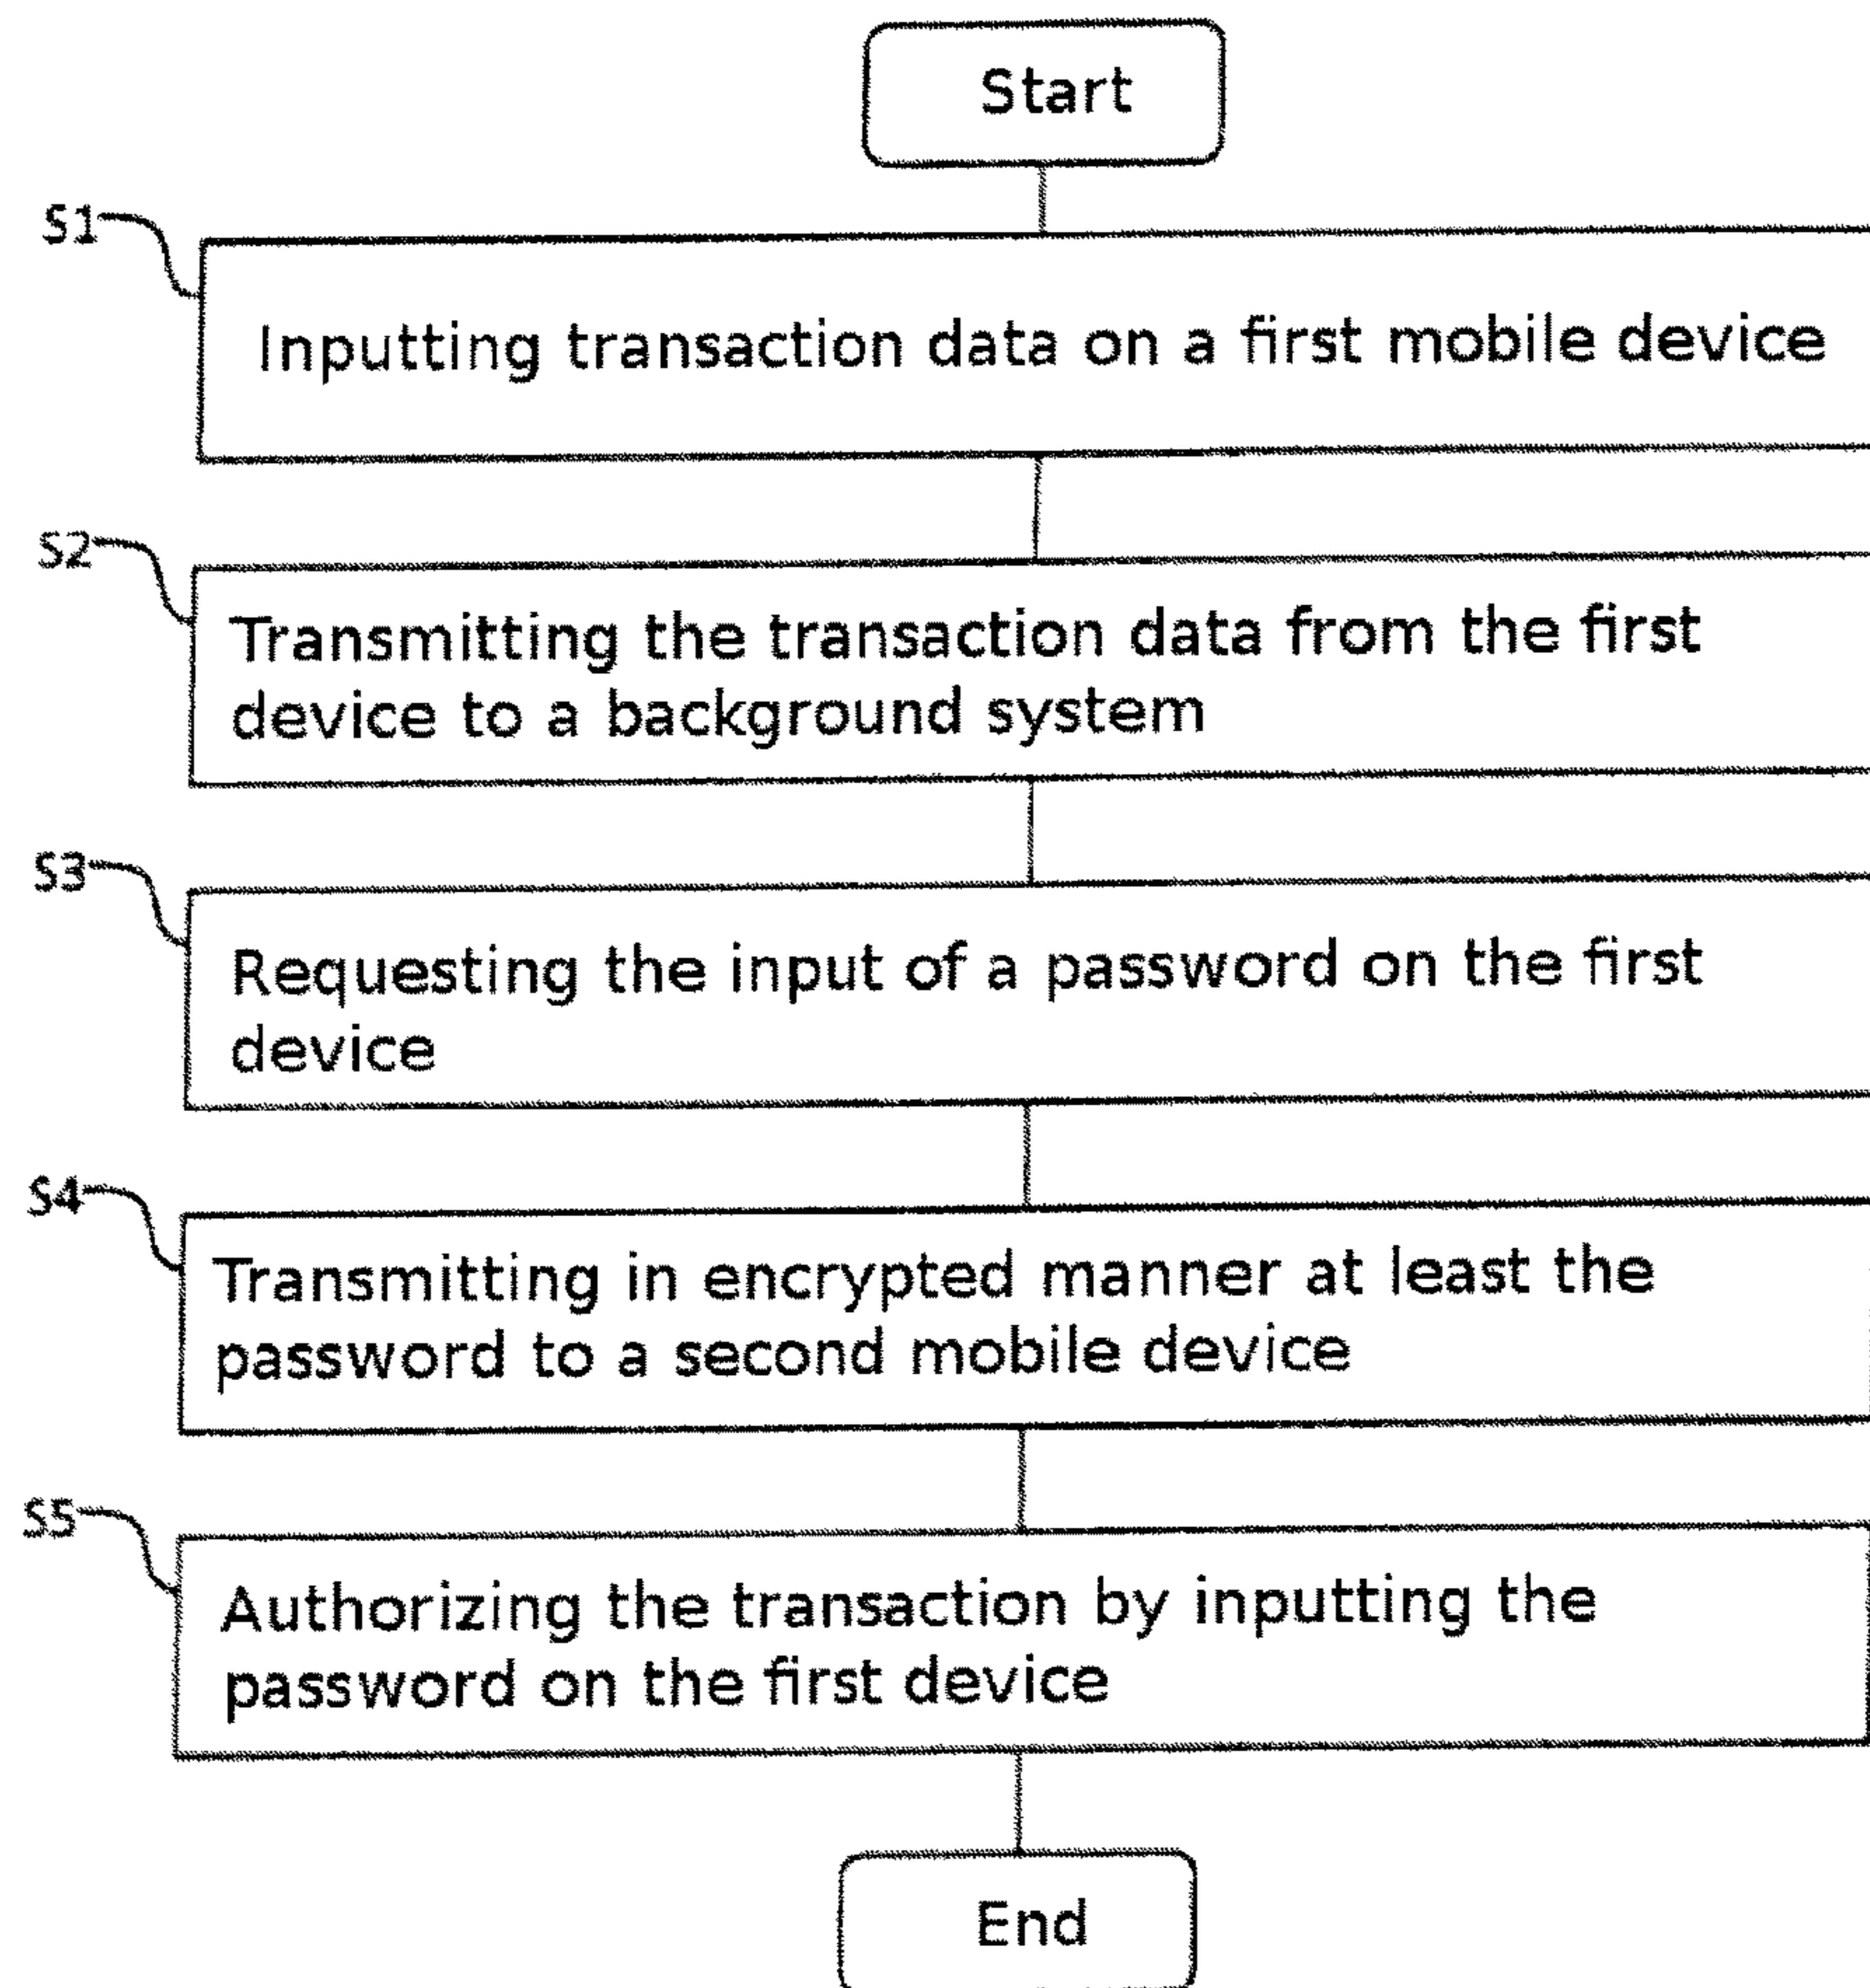 Start
S1
Inputting transaction data on a first mobile device
S2
Transmitting the transaction data from the first
device to a background system
S3
Requesting the input of a password on the first
device
S4
Transmitting in encrypted manner at least the
password to a second mobile device
S5
Authorizing the transaction by inputting the
password on the first device
End